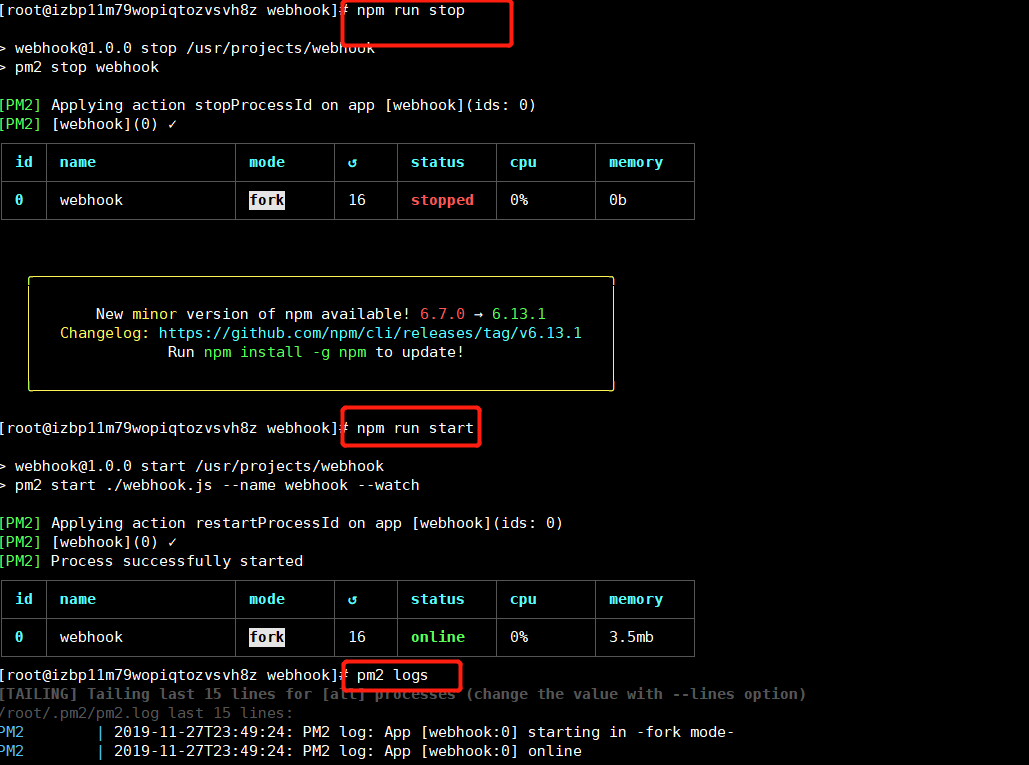 [root@izbp11m79wopiqtozvsvh8z webhook]# npm run stop
> webhook@1.0.0 stop /usr/projects/webhook
> pm2 stop webhook
[PM2] Applying action stopProcessId on app [webhook](ids: 0)
[PM2] [webhook](0) ✓
id name mode ↺ status cpu memory
0 webhook fork 16 stopped 0% 0b
New minor version of npm available! 6.7.0 → 6.13.1
Changelog: https://github.com/npm/cli/releases/tag/v6.13.1
Run npm install -g npm to update!
[root@izbp11m79wopiqtozvsvh8z webhook]# npm run start
> webhook@1.0.0 start /usr/projects/webhook
> pm2 start ./webhook.js --name webhook --watch
[PM2] Applying action restartProcessId on app [webhook](ids: 0)
[PM2] [webhook](0) ✓
[PM2] Process successfully started
id name mode ↺ status cpu memory
0 webhook fork 16 online 0% 3.5mb
[root@izbp11m79wopiqtozvsvh8z webhook]# pm2 logs
[TAILING] Tailing last 15 lines for [all] processes (change the value with --lines option)
/root/.pm2/pm2.log last 15 lines:
PM2 | 2019-11-27T23:49:24: PM2 log: App [webhook:0] starting in -fork mode-
PM2 | 2019-11-27T23:49:24: PM2 log: App [webhook:0] online